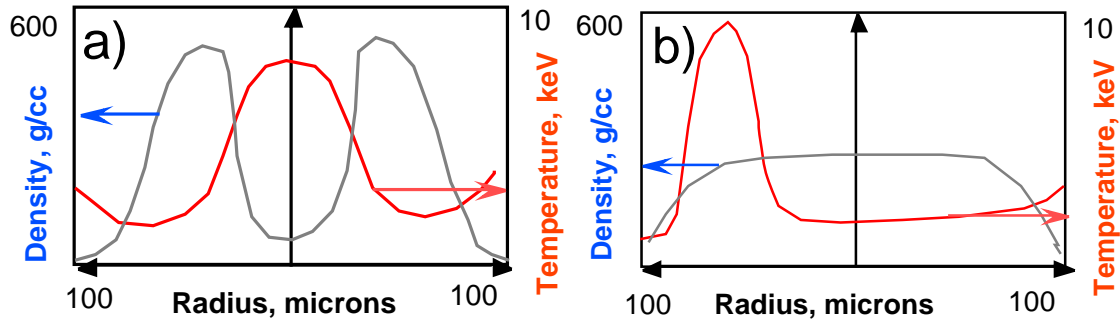 600
a)
10
Density, g/cc
Temperature, keV
100
Radius, microns
100
600
b)
10
Density, g/cc
Temperature, keV
100
Radius, microns
100